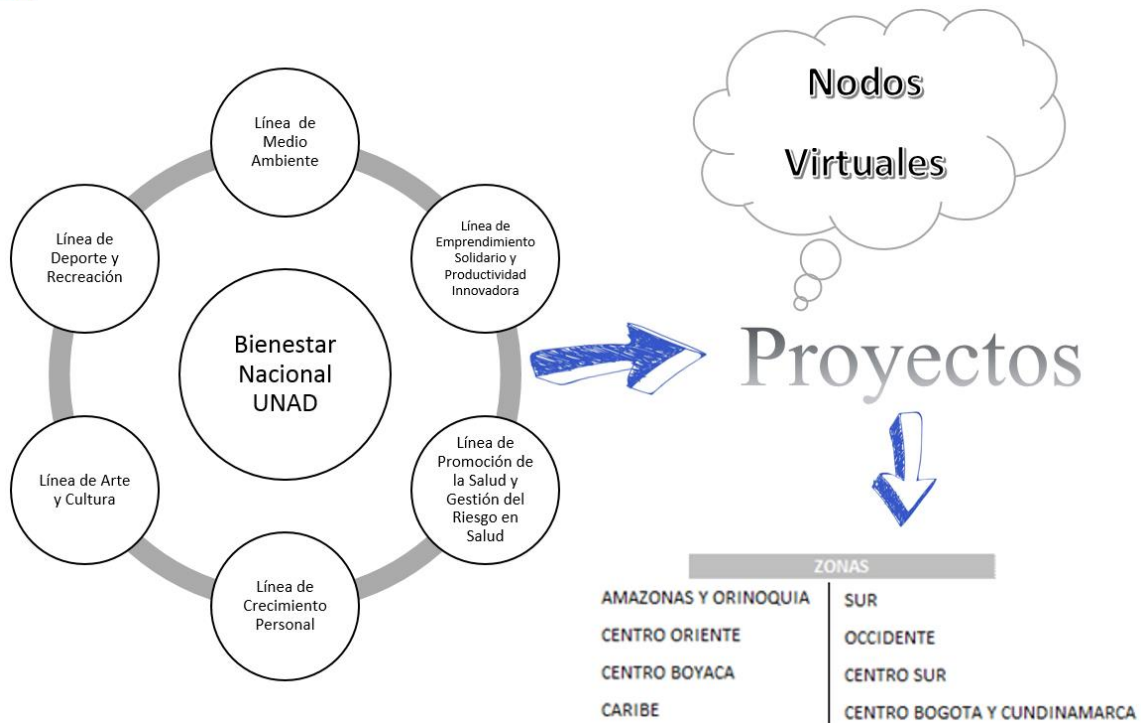 Línea de
Medio
Ambiente
Línea de
Emprendimiento
Solidario y
Productividad
Innovadora
Línea de
Promoción de
la Salud y
Gestión del
Riesgo en
Salud
Línea de
Crecimiento
Personal
Línea de Arte
y Cultura
Línea de
Deporte y
Recreación
Bienestar
Nacional
UNAD
Nodos
Virtuales
Proyectos
ZONAS
AMAZONAS Y ORINOQUIA
SUR
CENTRO ORIENTE
OCCIDENTE
CENTRO BOYACA
CENTRO SUR
CARIBE
CENTRO BOGOTA Y CUNDINAMARCA